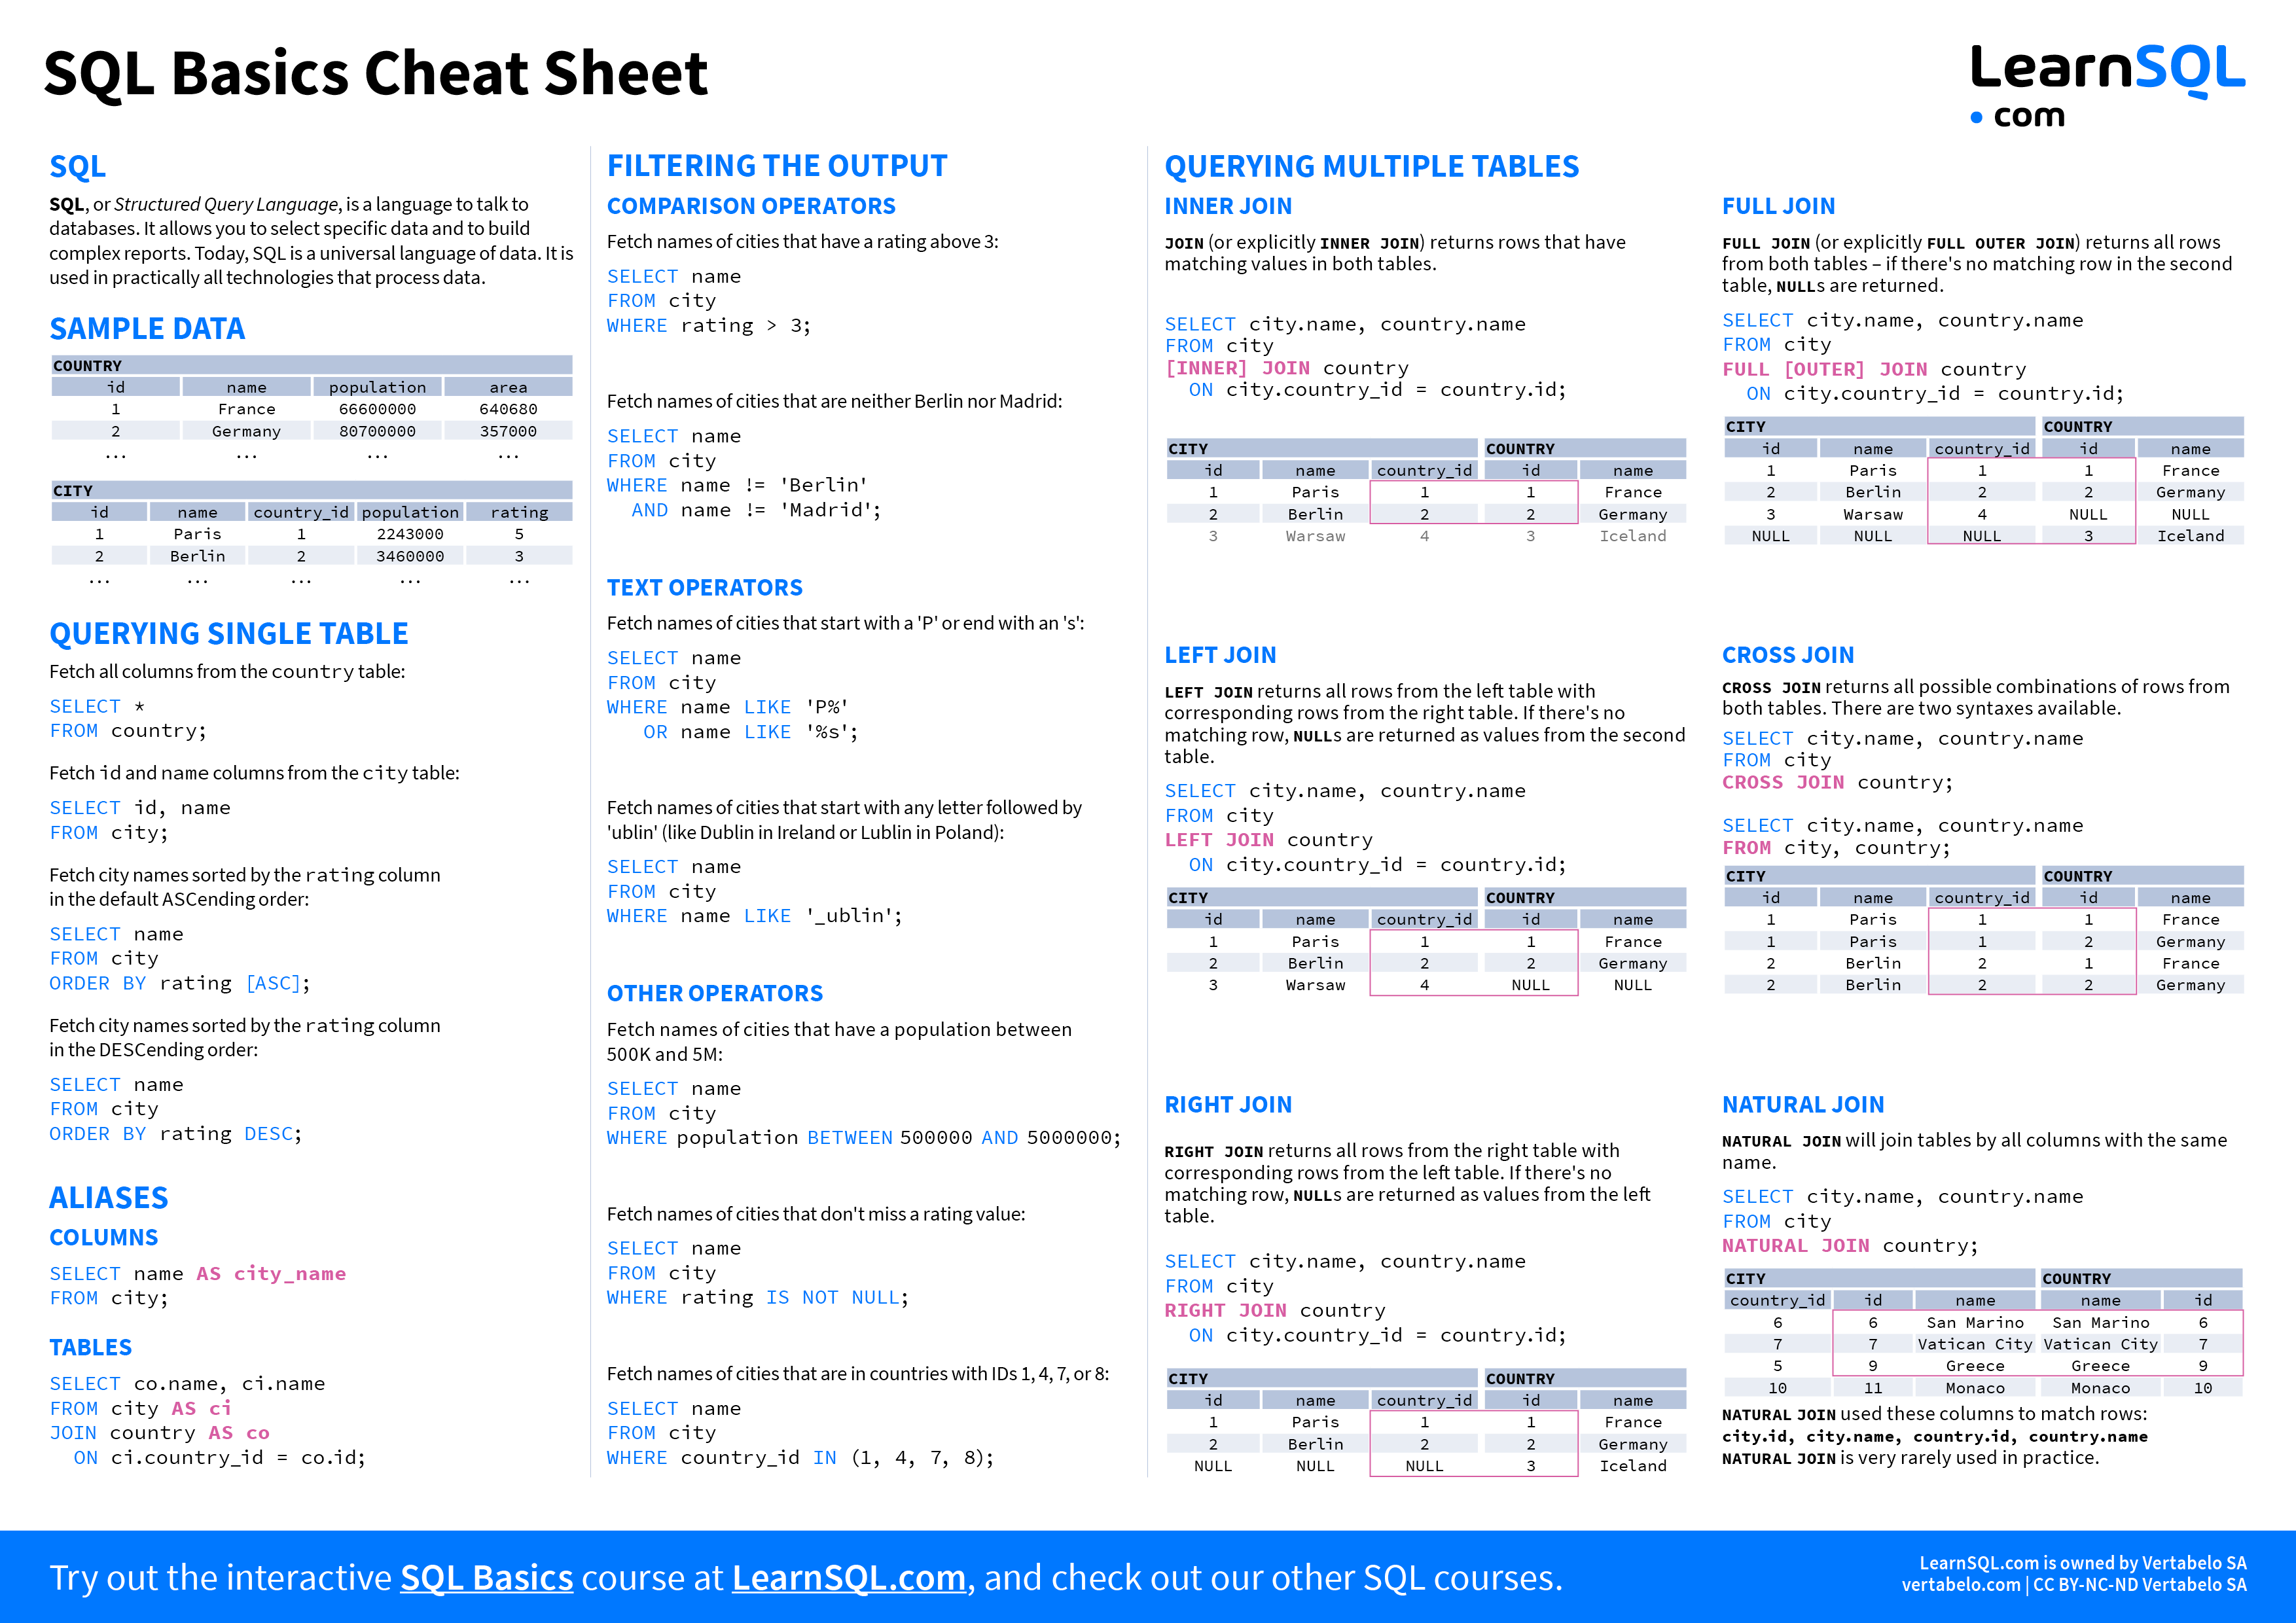 SQL Basics Cheat Sheet
LearnSQL
• com
SQL
SQL, or Structured Query Language, is a language to talk to
databases. It allows you to select specific data and to build
complex reports. Today, SQL is a universal language of data. It is
used in practically all technologies that process data.
SAMPLE DATA
COUNTRY
id name population area
1 France 66600000 640680
2 Germany 80700000 357000
... ... ... ...
CITY
id name country_id population rating
1 Paris 1 2243000 5
2 Berlin 2 3460000 3
... ... ... ... ...
QUERYING SINGLE TABLE
Fetch all columns from the country table:
SELECT *
FROM country;
Fetch id and name columns from the city table:
SELECT id, name
FROM city;
Fetch city names sorted by the rating column
in the default ASCending order:
SELECT name
FROM city
ORDER BY rating [ASC];
Fetch city names sorted by the rating column
in the DESCending order:
SELECT name
FROM city
ORDER BY rating DESC;
ALIASES
COLUMNS
SELECT name AS city_name
FROM city;
TABLES
SELECT co.name, ci.name
FROM city AS ci
JOIN country AS co
ON ci.country_id = co.id;
FILTERING THE OUTPUT
COMPARISON OPERATORS
Fetch names of cities that have a rating above 3:
SELECT name
FROM city
WHERE rating > 3;
Fetch names of cities that are neither Berlin nor Madrid:
SELECT name
FROM city
WHERE name != 'Berlin'
AND name != 'Madrid';
TEXT OPERATORS
Fetch names of cities that start with a 'P' or end with an 's':
SELECT name
FROM city
WHERE name LIKE 'P%'
OR name LIKE '%s';
Fetch names of cities that start with any letter followed by
'ublin' (like Dublin in Ireland or Lublin in Poland):
SELECT name
FROM city
WHERE name LIKE '_ublin';
OTHER OPERATORS
Fetch names of cities that have a population between
500K and 5M:
SELECT name
FROM city
WHERE population BETWEEN 500000 AND 5000000;
Fetch names of cities that don't miss a rating value:
SELECT name
FROM city
WHERE rating IS NOT NULL;
Fetch names of cities that are in countries with IDs 1, 4, 7, or 8:
SELECT name
FROM city
WHERE country_id IN (1, 4, 7, 8);
QUERYING MULTIPLE TABLES
INNER JOIN
JOIN (or explicitly INNER JOIN) returns rows that have
matching values in both tables.
SELECT city.name, country.name
FROM city
[INNER] JOIN country
ON city.country_id = country.id;
CITY COUNTRY
id name country_id id name
1 Paris 1 1 France
2 Berlin 2 2 Germany
3 Warsaw 4 3 Iceland
LEFT JOIN
LEFT JOIN returns all rows from the left table with
corresponding rows from the right table. If there's no
matching row, NULLs are returned as values from the second
table.
SELECT city.name, country.name
FROM city
LEFT JOIN country
ON city.country_id = country.id;
CITY COUNTRY
id name country_id id name
1 Paris 1 1 France
2 Berlin 2 2 Germany
3 Warsaw 4 NULL NULL
RIGHT JOIN
RIGHT JOIN returns all rows from the right table with
corresponding rows from the left table. If there's no
matching row, NULLs are returned as values from the left
table.
SELECT city.name, country.name
FROM city
RIGHT JOIN country
ON city.country_id = country.id;
CITY COUNTRY
id name country_id id name
1 Paris 1 1 France
2 Berlin 2 2 Germany
NULL NULL NULL 3 Iceland
FULL JOIN
FULL JOIN (or explicitly FULL OUTER JOIN) returns all rows
from both tables – if there's no matching row in the second
table, NULLs are returned.
SELECT city.name, country.name
FROM city
FULL [OUTER] JOIN country
ON city.country_id = country.id;
CITY COUNTRY
id name country_id id name
1 Paris 1 1 France
2 Berlin 2 2 Germany
3 Warsaw 4 NULL NULL
NULL NULL NULL 3 Iceland
CROSS JOIN
CROSS JOIN returns all possible combinations of rows from
both tables. There are two syntaxes available.
SELECT city.name, country.name
FROM city
CROSS JOIN country;
SELECT city.name, country.name
FROM city, country;
CITY COUNTRY
id name country_id id name
1 Paris 1 1 France
1 Paris 1 2 Germany
2 Berlin 2 1 France
2 Berlin 2 2 Germany
NATURAL JOIN
NATURAL JOIN will join tables by all columns with the same
name.
SELECT city.name, country.name
FROM city
NATURAL JOIN country;
CITY COUNTRY
country_id id name name id
6 6 San Marino San Marino 6
7 7 Vatican City Vatican City 7
5 9 Greece Greece 9
10 11 Monaco Monaco 10
NATURAL JOIN used these columns to match rows:
city.id, city.name, country.id, country.name
NATURAL JOIN is very rarely used in practice.
Try out the interactive SQL Basics course at LearnSQL.com, and check out our other SQL courses.
LearnSQL.com is owned by Vertabelo SA
vertabelo.com | CC BY-NC-ND Vertabelo SA